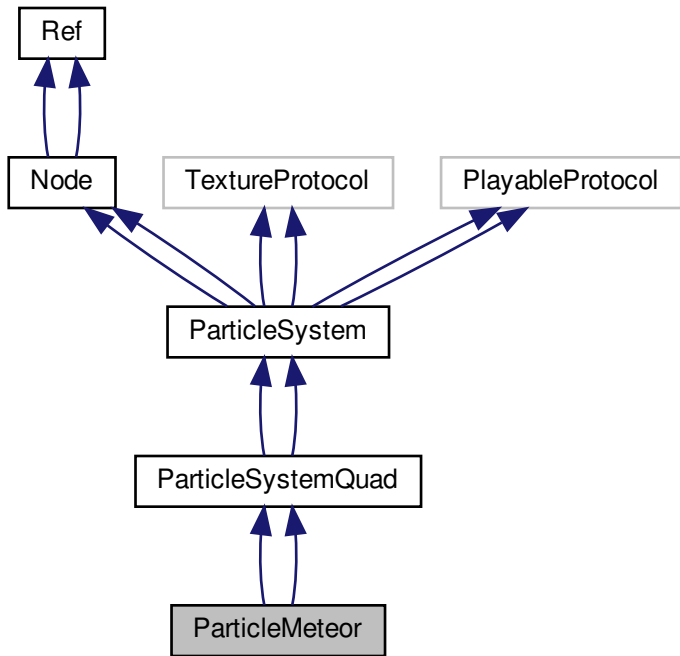 Ref
Node
TextureProtocol
PlayableProtocol
ParticleSystem
ParticleSystemQuad
ParticleMeteor